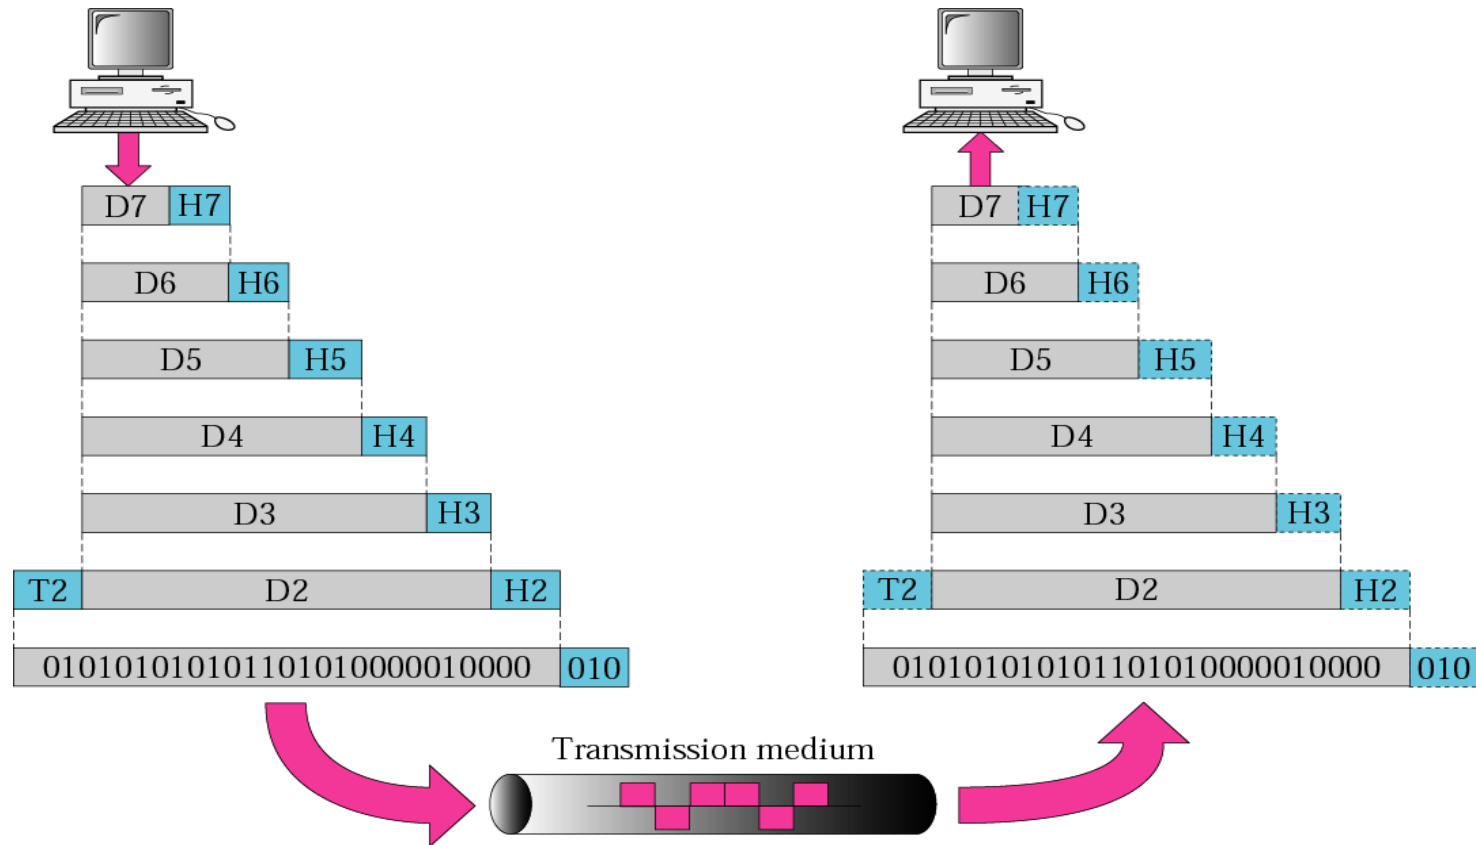 D7 H7
D6 H6
D5 H5
D4 H4
D3 H3
T2 D2 H2
010101010101101010000010000 010
Transmission medium
D7 H7
D6 H6
D5 H5
D4 H4
D3 H3
T2 D2 H2
010101010101101010000010000 010